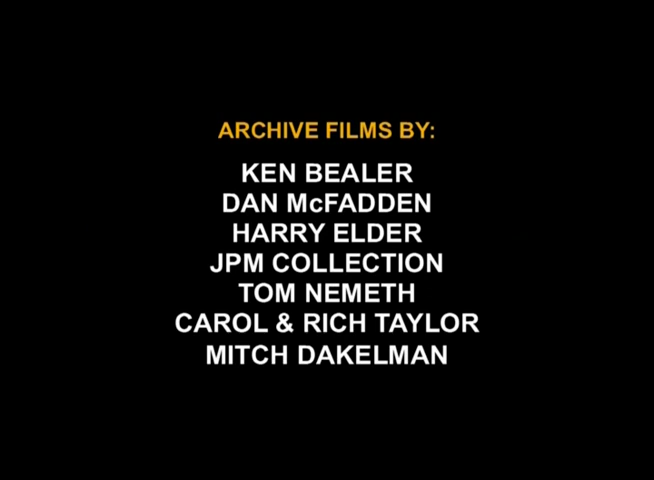 ARCHIVE FILMS BY:
KEN BEALER
DAN McFADDEN
HARRY ELDER
JPM COLLECTION
TOM NEMETH
CAROL & RICH TAYLOR
MITCH DAKELMAN